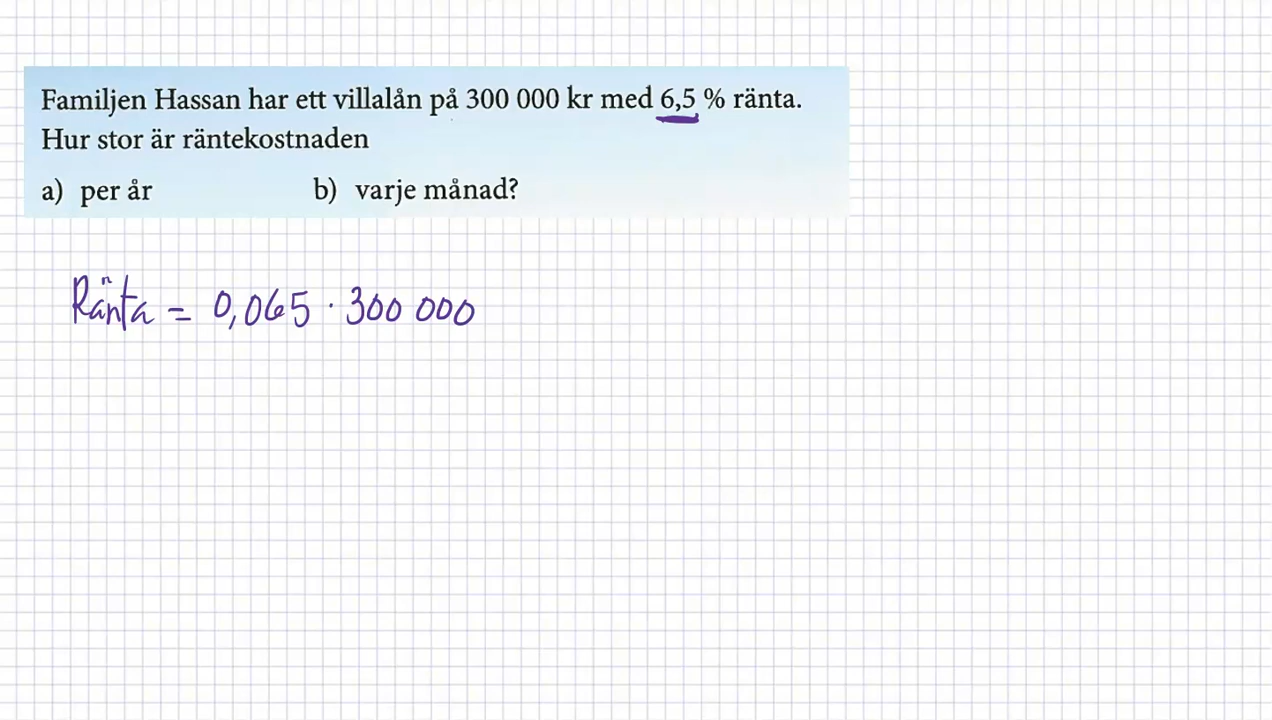 Familjen Hassan har ett villalån på 300 000 kr med 6,5 % ränta.
Hur stor är räntekostnaden
a) per år b) varje månad?
Ränta = 0,065 · 300 000